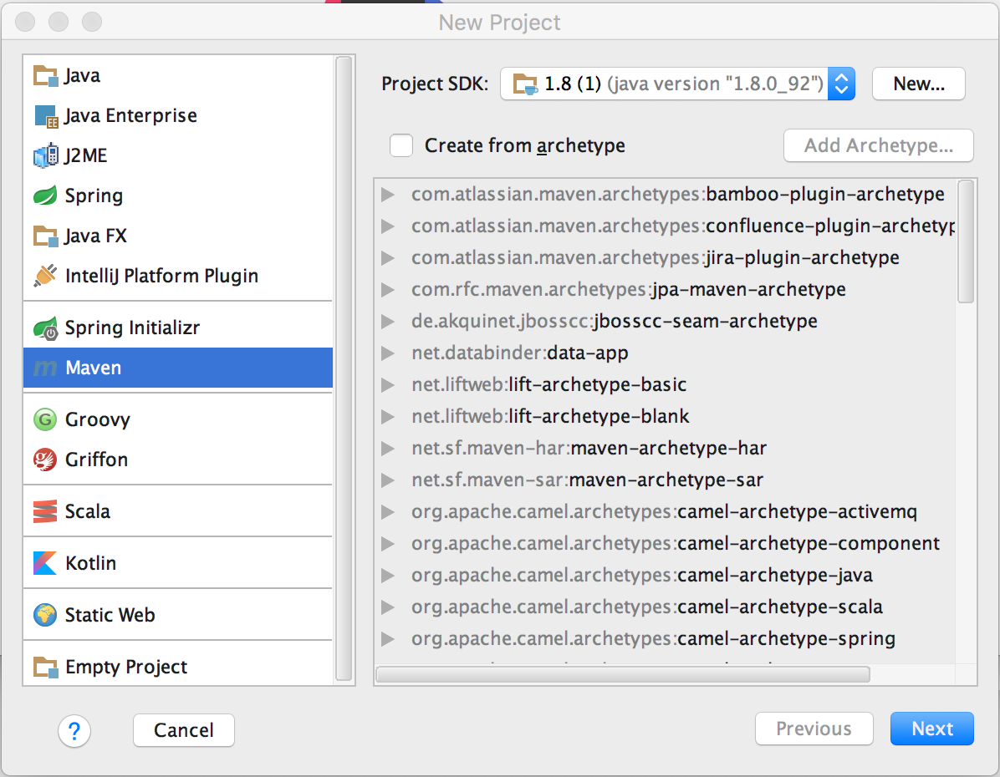 New Project
Java
Java Enterprise
J2ME
Spring
Java FX
IntelliJ Platform Plugin
Spring Initializr
Maven
Groovy
Griffon
Scala
Kotlin
Static Web
Empty Project
Project SDK: 1.8 (1) (java version "1.8.0_92") New...
Create from archetype Add Archetype...
com.atlassian.maven.archetypes:bamboo-plugin-archetype
com.atlassian.maven.archetypes:confluence-plugin-archetyp
com.atlassian.maven.archetypes:jira-plugin-archetype
com.rfc.maven.archetypes:jpa-maven-archetype
de.akquinet.jbosscc:jbosscc-seam-archetype
net.databinder:data-app
net.liftweb:lift-archetype-basic
net.liftweb:lift-archetype-blank
net.sf.maven-har:maven-archetype-har
net.sf.maven-sar:maven-archetype-sar
org.apache.camel.archetypes:camel-archetype-activemq
org.apache.camel.archetypes:camel-archetype-component
org.apache.camel.archetypes:camel-archetype-java
org.apache.camel.archetypes:camel-archetype-scala
org.apache.camel.archetypes:camel-archetype-spring
? Cancel Previous Next